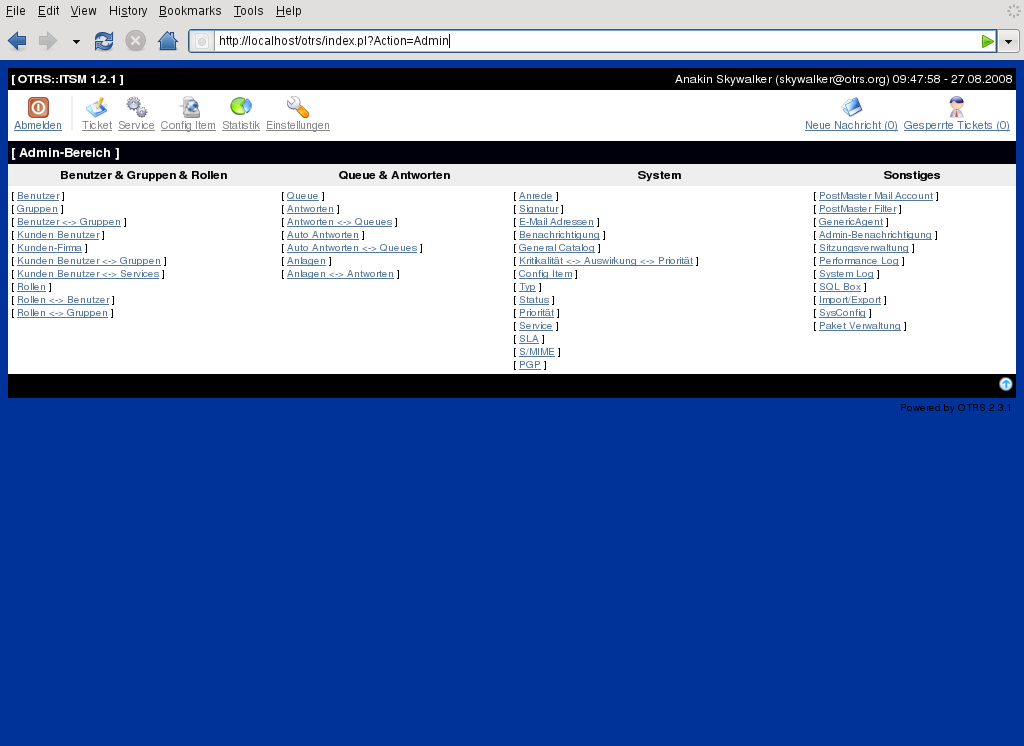 File Edit View History Bookmarks Tools Help
http://localhost/otrs/index.pl?Action=Admin
[ OTRS::ITSM 1.2.1 ] Anakin Skywalker (skywalker@otrs.org) 09:47:58 - 27.08.2008
Abmelden Ticket Service Config Item Statistik Einstellungen Neue Nachricht (0) Gesperrte Tickets (0)
[ Admin-Bereich ]
Benutzer & Gruppen & Rollen
[ Benutzer ]
[ Gruppen ]
[ Benutzer <-> Gruppen ]
[ Kunden Benutzer ]
[ Kunden-Firma ]
[ Kunden Benutzer <-> Gruppen ]
[ Kunden Benutzer <-> Services ]
[ Rollen ]
[ Rollen <-> Benutzer ]
[ Rollen <-> Gruppen ]
Queue & Antworten
[ Queue ]
[ Antworten ]
[ Antworten <-> Queues ]
[ Auto Antworten ]
[ Auto Antworten <-> Queues ]
[ Anlagen ]
[ Anlagen <-> Antworten ]
System
[ Anrede ]
[ Signatur ]
[ E-Mail Adressen ]
[ Benachrichtigung ]
[ General Catalog ]
[ Kritikalität <-> Auswirkung <-> Priorität ]
[ Config Item ]
[ Typ ]
[ Status ]
[ Priorität ]
[ Service ]
[ SLA ]
[ S/MIME ]
[ PGP ]
Sonstiges
[ PostMaster Mail Account ]
[ PostMaster Filter ]
[ GenericAgent ]
[ Admin-Benachrichtigung ]
[ Sitzungsverwaltung ]
[ Performance Log ]
[ System Log ]
[ SQL Box ]
[ Import/Export ]
[ SysConfig ]
[ Paket Verwaltung ]
Powered by OTRS 2.3.1